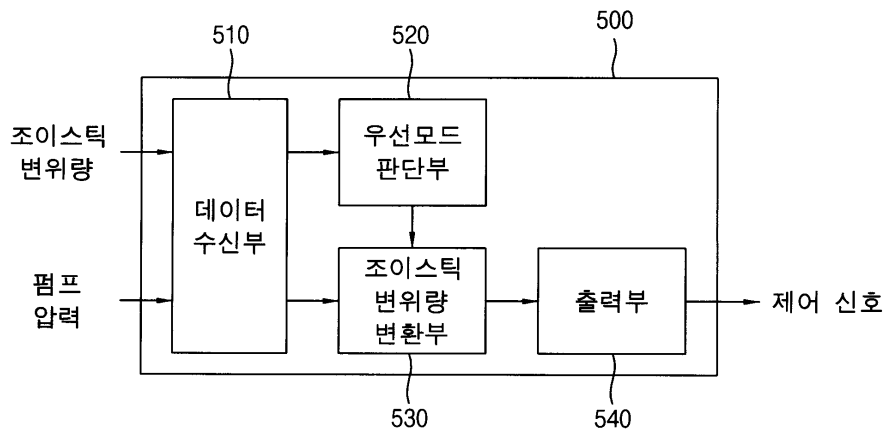 510
520
500
조이스틱
변위량
우선모드
판단부
데이터
수신부
펌프
압력
조이스틱
변위량
변환부
출력부
제어 신호
530
540